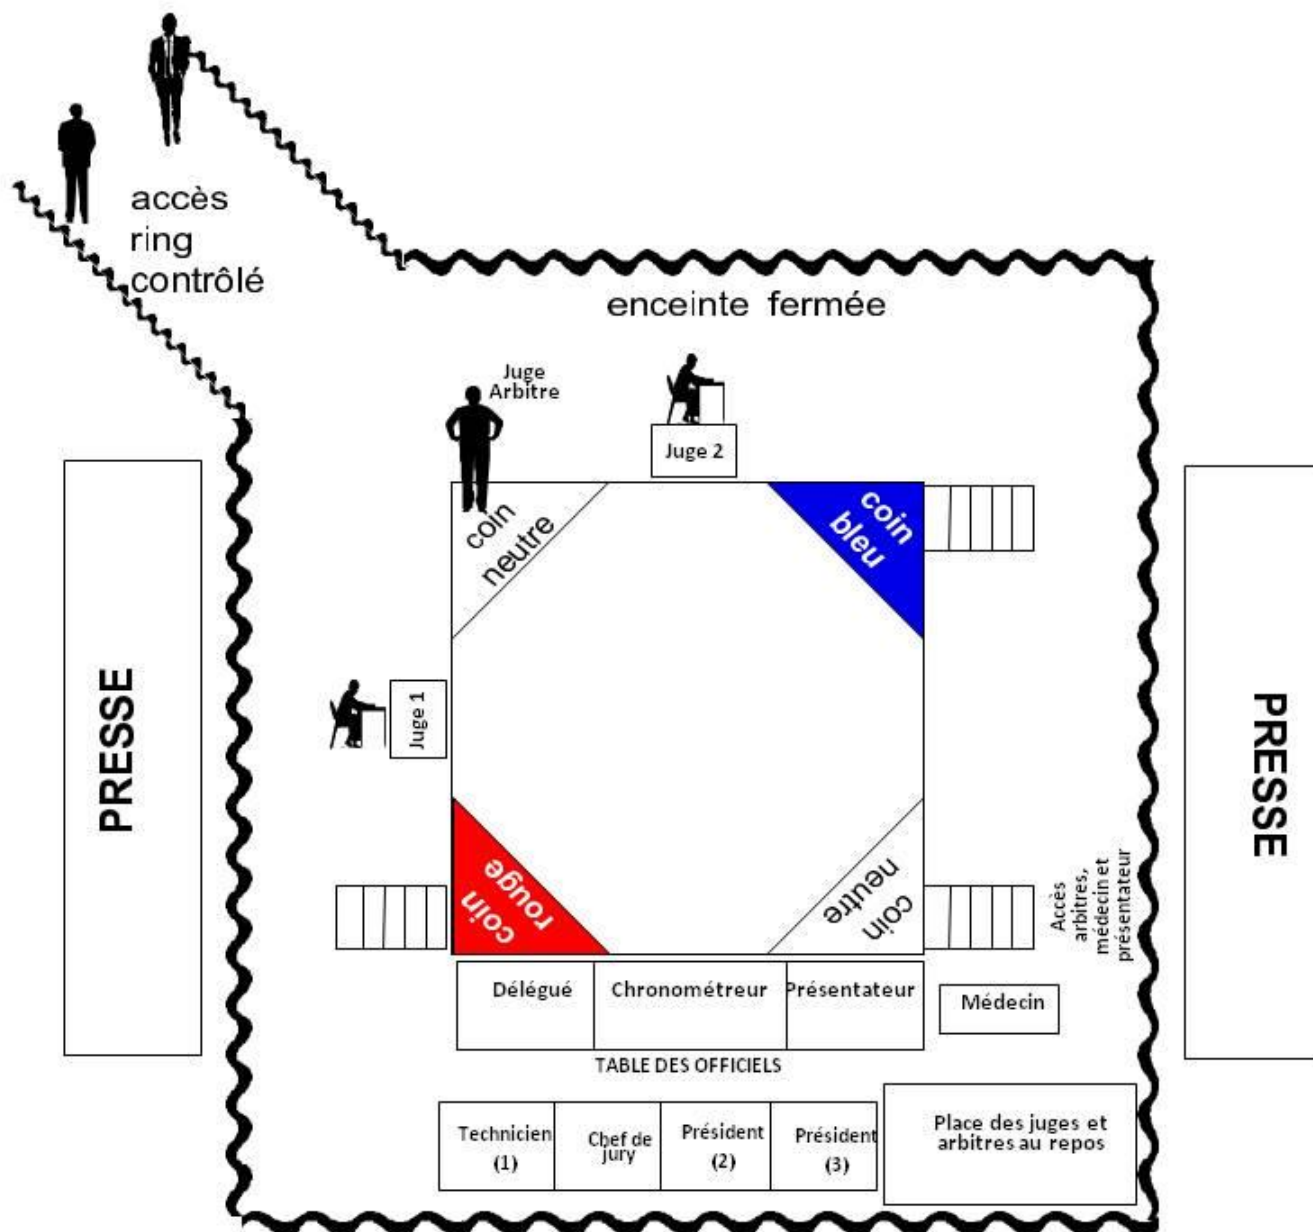 accès
ring
contrôlé
enceinte fermée
Juge
Arbitre
Juge 2
coin
neutre
coin
bleu
PRESSE
Juge 1
PRESSE
coin
rouge
coin
neutre
Accès
arbitres,
médecin et
présentateur
Délégué
Chronométreur
Présentateur
Médecin
TABLE DES OFFICIELS
Technicien
(1)
Chef de
jury
Président
(2)
Président
(3)
Place des juges et
arbitres au repos